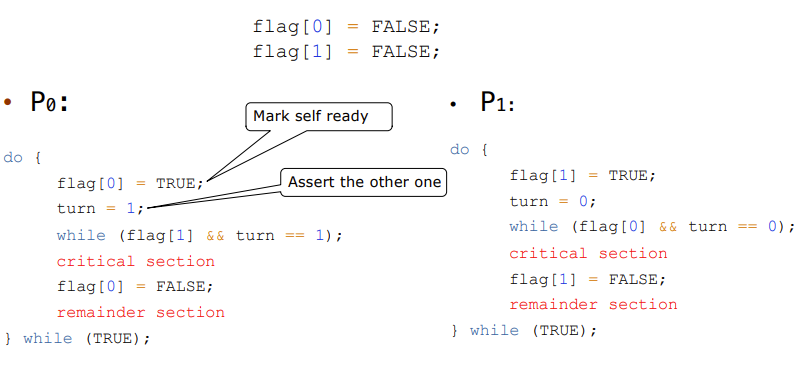 flag[0] = FALSE;
flag[1] = FALSE;
• P0:
Mark self ready
do {
flag[0] = TRUE;
Assert the other one
turn = 1;
while (flag[1] && turn == 1);
critical section
flag[0] = FALSE;
remainder section
} while (TRUE);
• P1:
do {
flag[1] = TRUE;
turn = 0;
while (flag[0] && turn == 0);
critical section
flag[1] = FALSE;
remainder section
} while (TRUE);